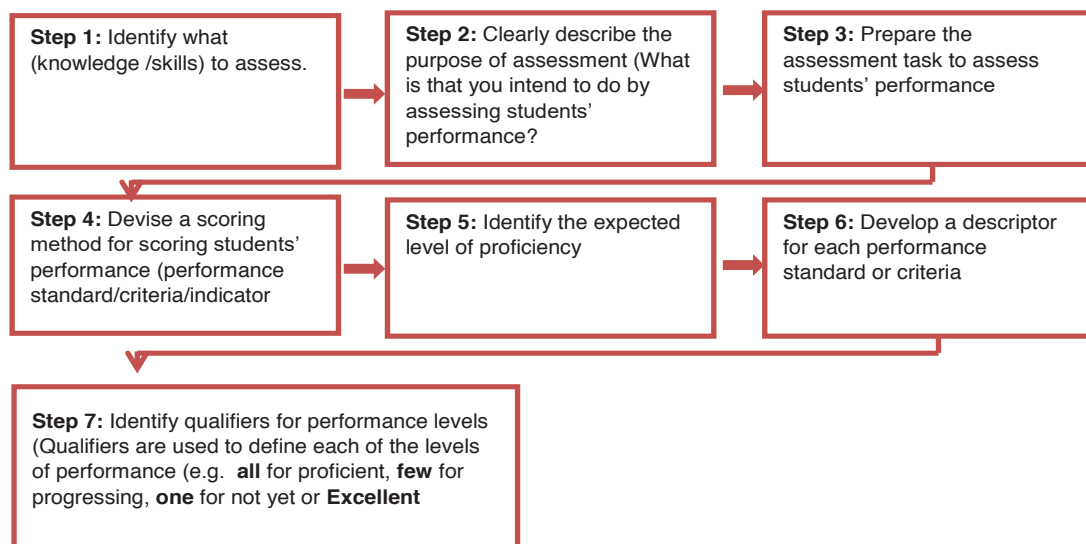 Step 1: Identify what
(knowledge /skills) to assess.
Step 2: Clearly describe the
purpose of assessment (What
is that you intend to do by
assessing students’
performance?
Step 3: Prepare the
assessment task to assess
students’ performance
Step 4: Devise a scoring
method for scoring students’
performance (performance
standard/criteria/indicator
Step 5: Identify the expected
level of proficiency
Step 6: Develop a descriptor
for each performance
standard or criteria
Step 7: Identify qualifiers for performance levels
(Qualifiers are used to define each of the levels
of performance (e.g. all for proficient, few for
progressing, one for not yet or Excellent